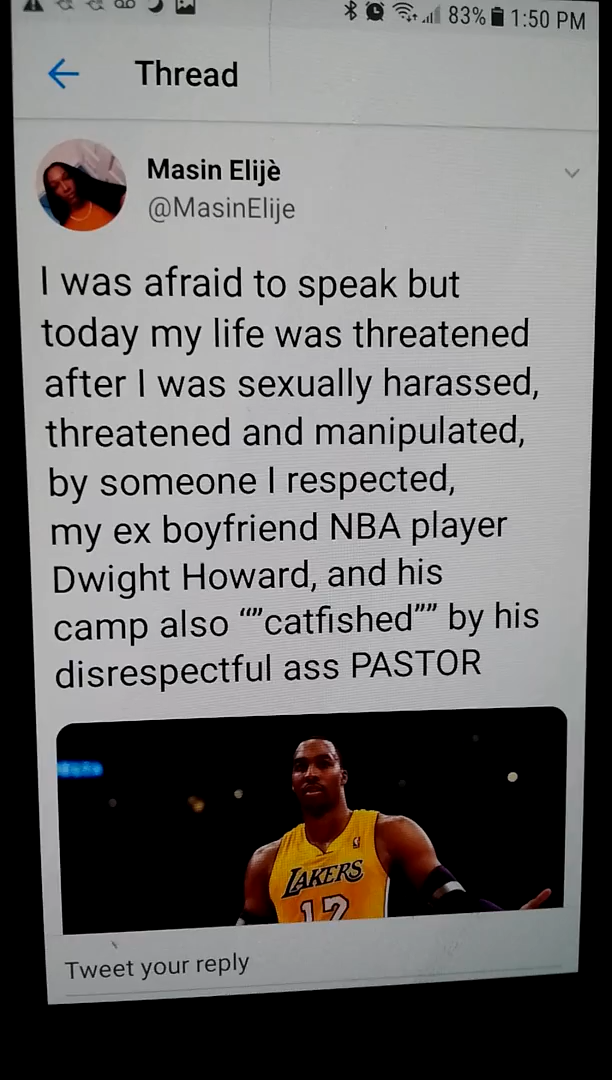 83% 1:50 PM
Thread
Masin Elijè
@MasinElije
I was afraid to speak but
today my life was threatened
after I was sexually harassed,
threatened and manipulated,
by someone I respected,
my ex boyfriend NBA player
Dwight Howard, and his
camp also “”catfished”” by his
disrespectful ass PASTOR
LAKERS
12
Tweet your reply